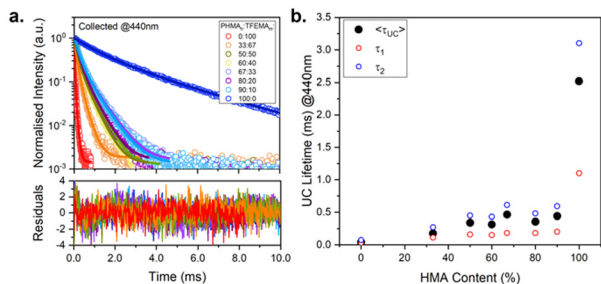 a.
Collected @440nm
PHMAn:TFEMAm
0:100
33:67
50:50
60:40
67:33
80:20
90:10
100:0
Normalised Intensity (a.u.)
10⁰
10⁻¹
10⁻²
10⁻³
Residuals
4
2
0
-2
-4
0.0 2.0 4.0 6.0 8.0 10.0
Time (ms)
b.
<τUC>
τ1
τ2
UC Lifetime (ms) @440nm
3.5
3.0
2.5
2.0
1.5
1.0
0.5
0.0
0 20 40 60 80 100
HMA Content (%)